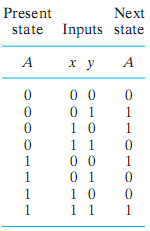 Present Next
state Inputs state
A x y A
0 0 0 0
0 0 1 1
0 1 0 1
0 1 1 0
1 0 0 1
1 0 1 0
1 1 0 0
1 1 1 1